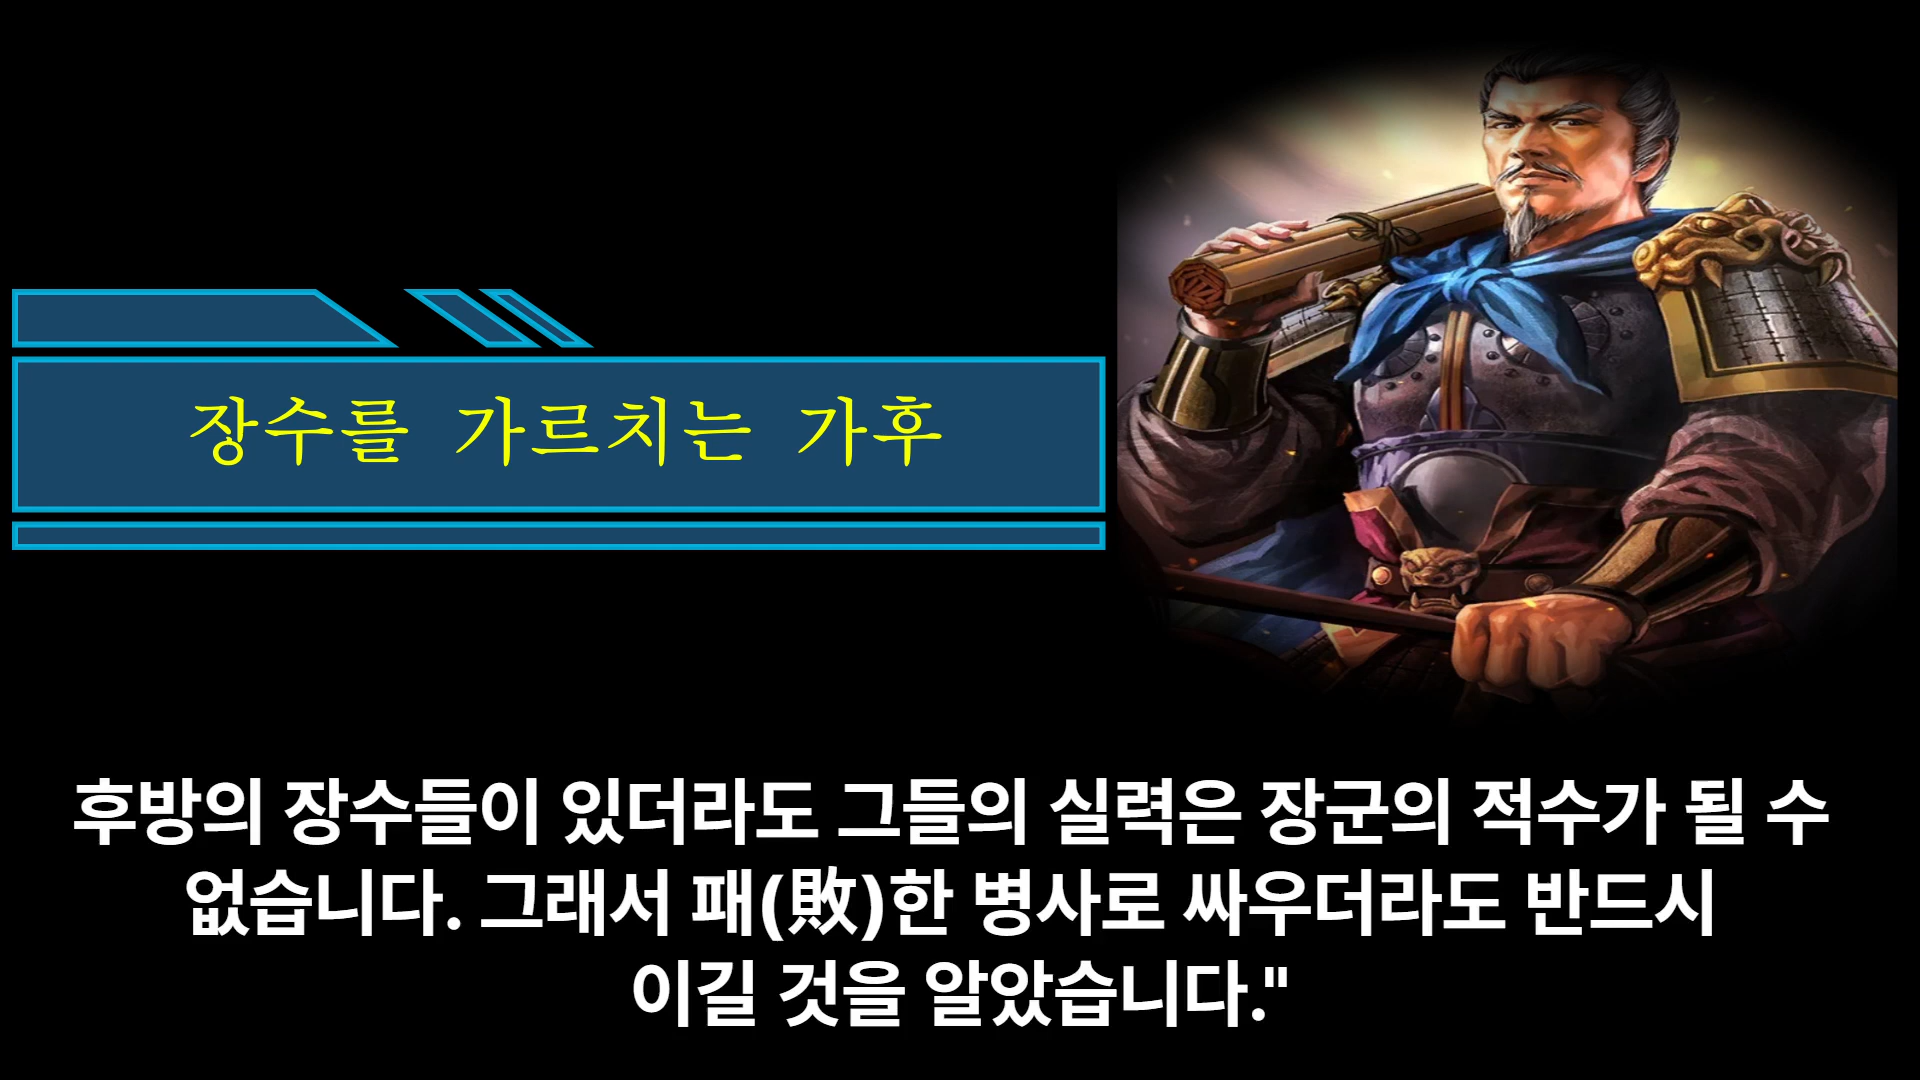 장수를 가르치는 가후
후방의 장수들이 있더라도 그들의 실력은 장군의 적수가 될 수
없습니다. 그래서 패(敗)한 병사로 싸우더라도 반드시
이길 것을 알았습니다."